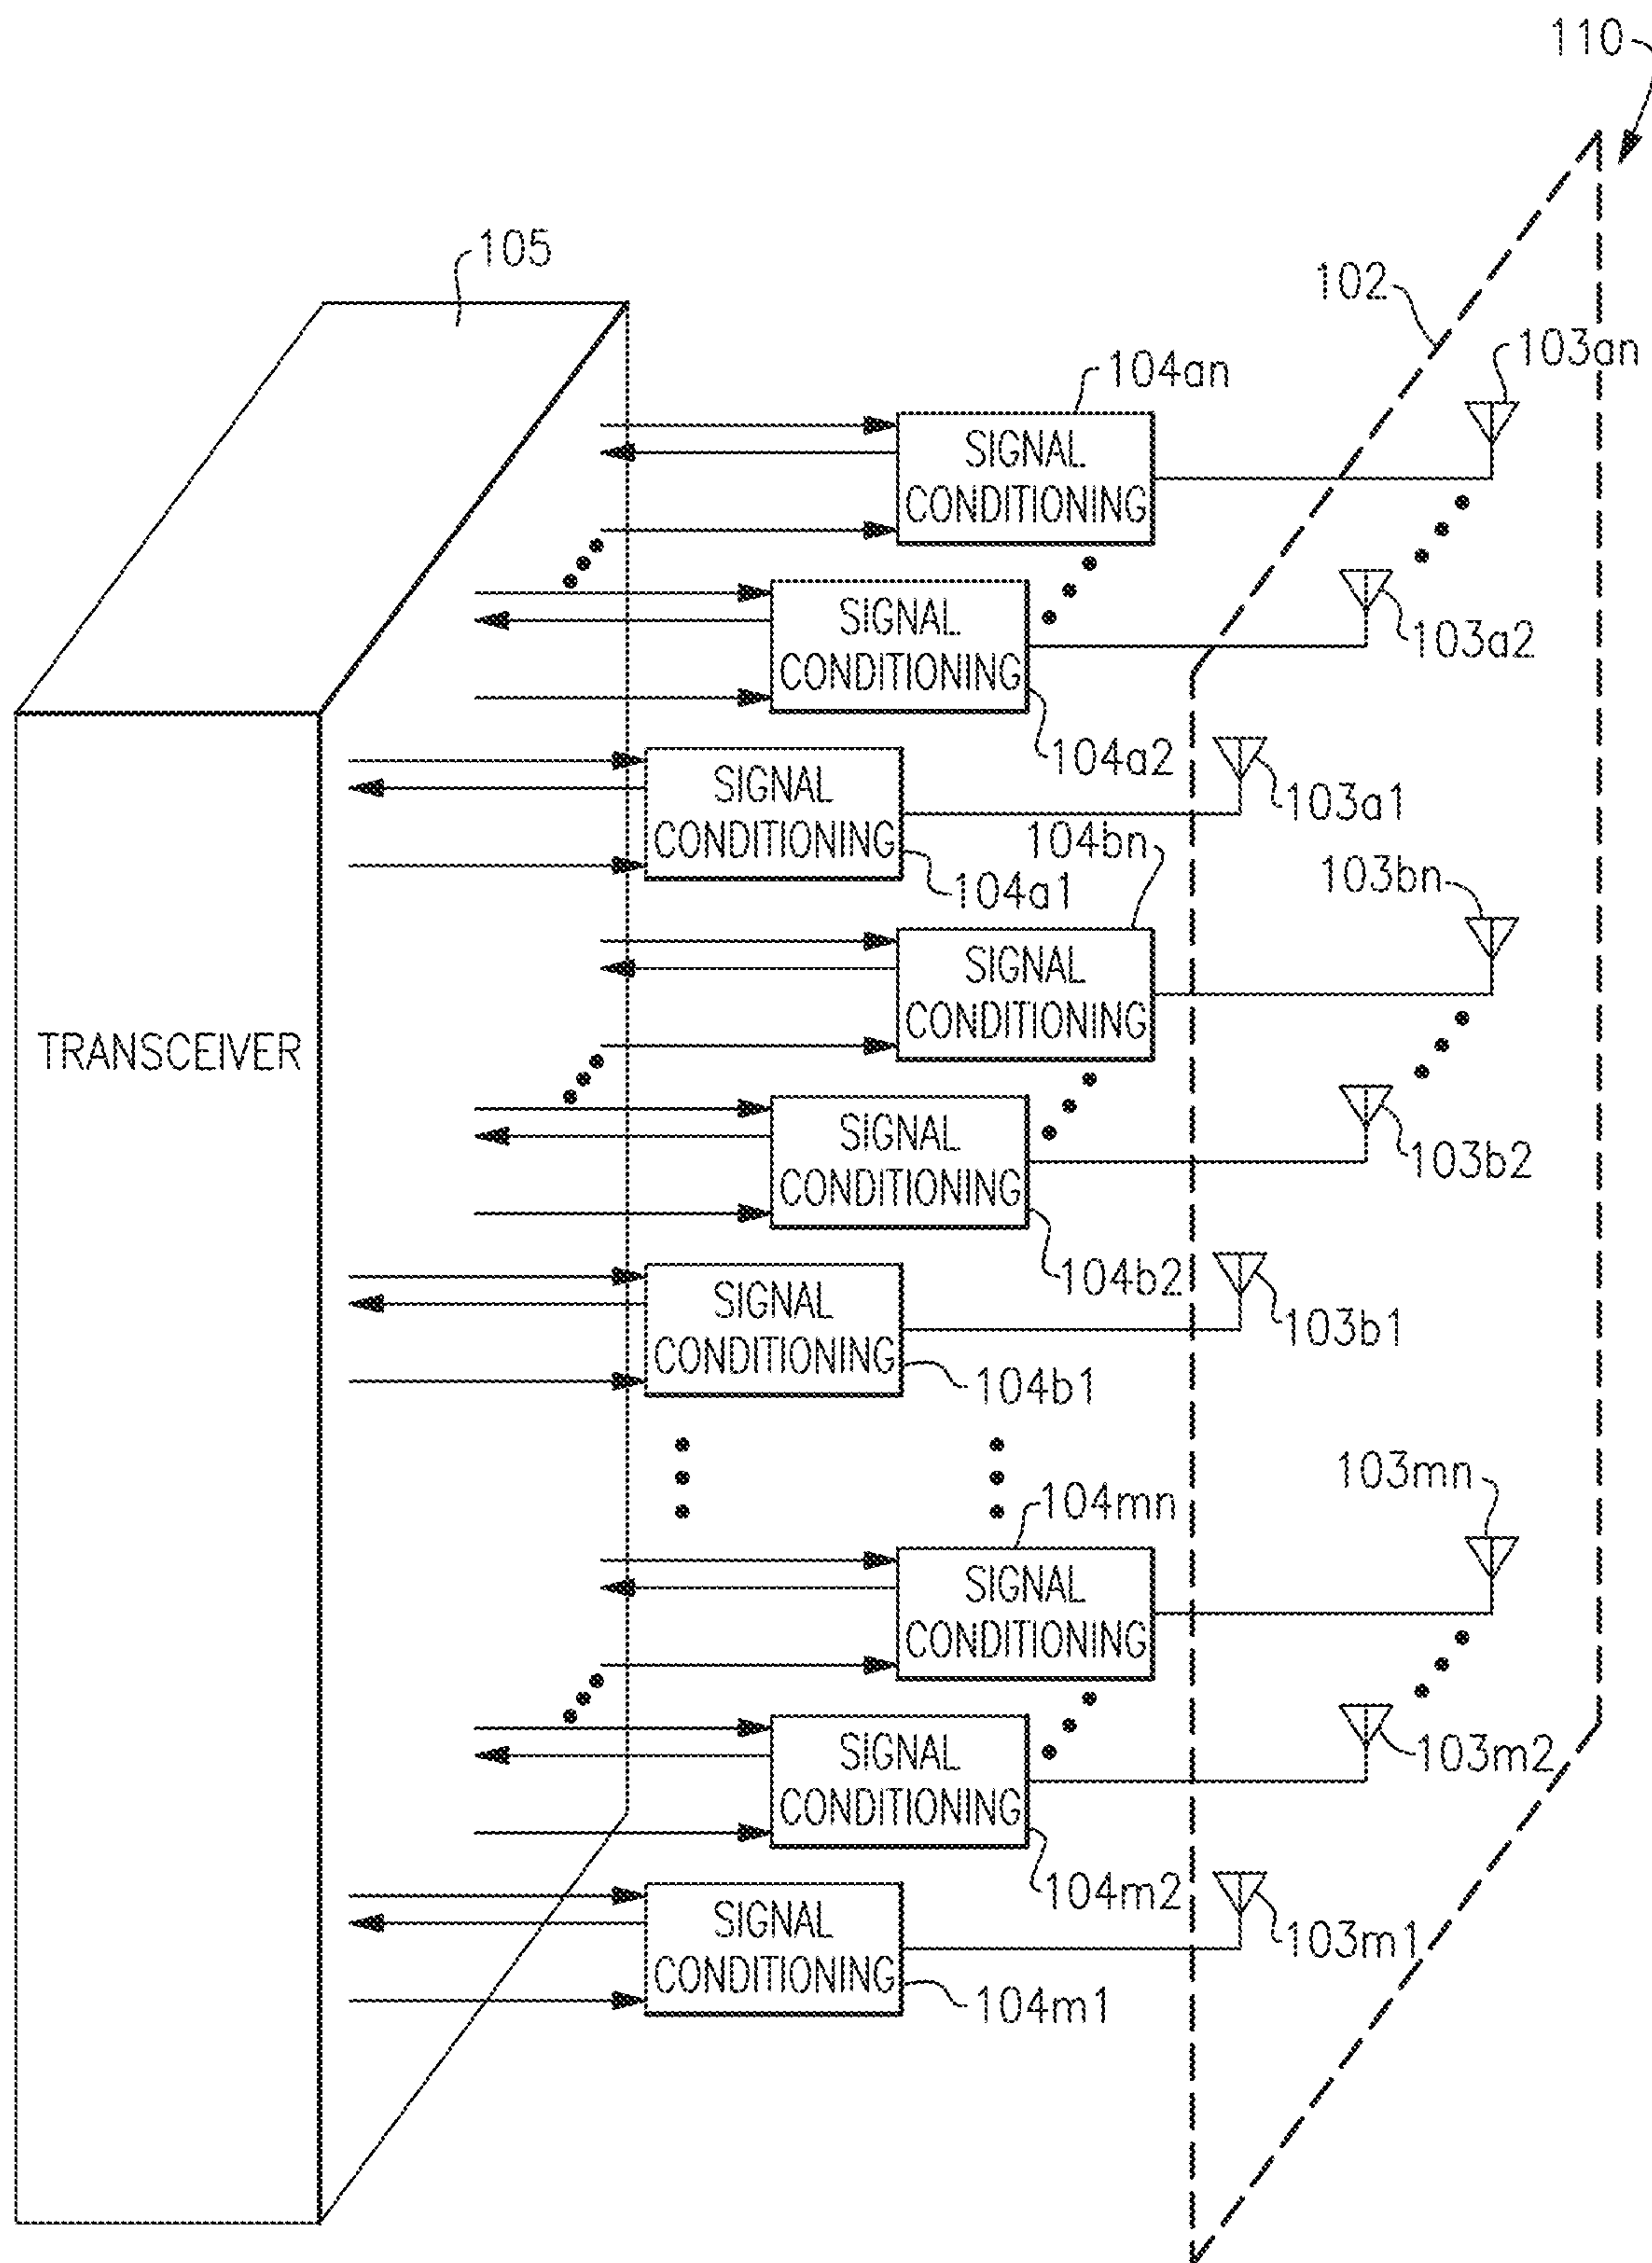 110
105
102
103an
104an
SIGNAL
CONDITIONING
SIGNAL
CONDITIONING
103a2
104a2
SIGNAL
CONDITIONING
103a1
104bn
103bn
104a1
SIGNAL
CONDITIONING
TRANSCEIVER
SIGNAL
CONDITIONING
103b2
104b2
SIGNAL
CONDITIONING
103b1
104b1
103mn
104mn
SIGNAL
CONDITIONING
SIGNAL
CONDITIONING
103m2
104m2
SIGNAL
CONDITIONING
103m1
104m1